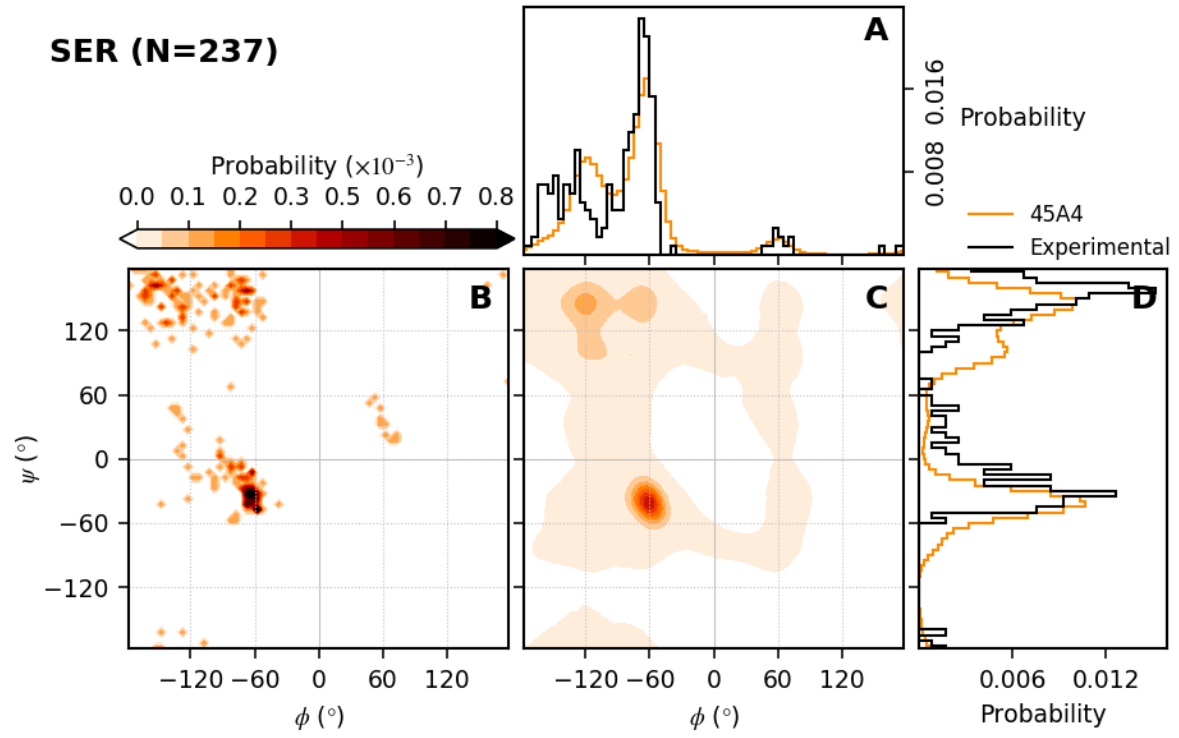 SER (N=237)
A
0.016
0.008
Probability
Probability (×10⁻³)
0.0 0.1 0.2 0.3 0.5 0.6 0.7 0.8
45A4
Experimental
B
C
D
120
60
0
−60
−120
ψ (°)
−120 −60 0 60 120
−120 −60 0 60 120
0.006 0.012
ϕ (°)
ϕ (°)
Probability